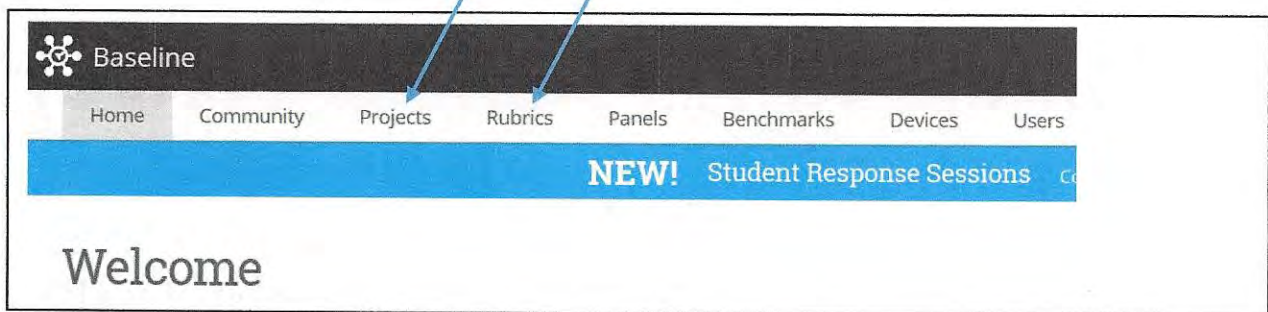 Baseline
Home Community Projects Rubrics Panels Benchmarks Devices Users
NEW! Student Response Sessions
Welcome